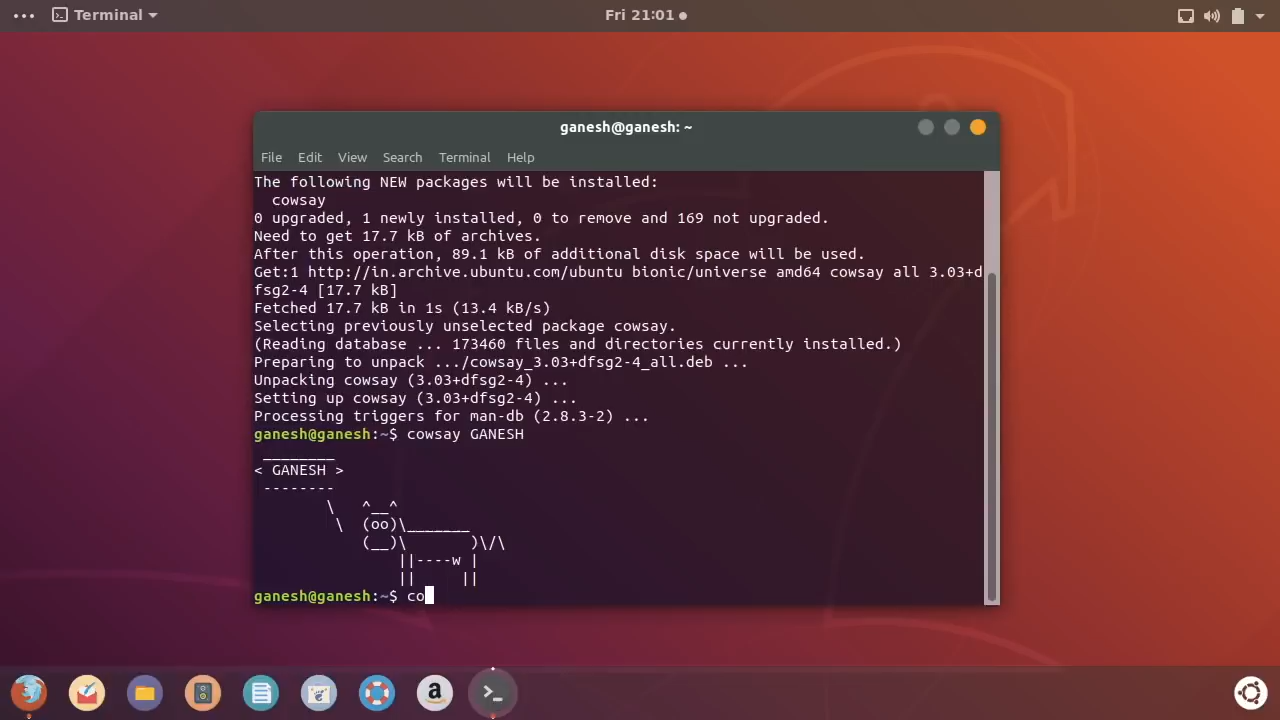 Terminal
Fri 21:01
ganesh@ganesh: ~
File Edit View Search Terminal Help
The following NEW packages will be installed:
  cowsay
0 upgraded, 1 newly installed, 0 to remove and 169 not upgraded.
Need to get 17.7 kB of archives.
After this operation, 89.1 kB of additional disk space will be used.
Get:1 http://in.archive.ubuntu.com/ubuntu bionic/universe amd64 cowsay all 3.03+d
fsg2-4 [17.7 kB]
Fetched 17.7 kB in 1s (13.4 kB/s)
Selecting previously unselected package cowsay.
(Reading database ... 173460 files and directories currently installed.)
Preparing to unpack .../cowsay_3.03+dfsg2-4_all.deb ...
Unpacking cowsay (3.03+dfsg2-4) ...
Setting up cowsay (3.03+dfsg2-4) ...
Processing triggers for man-db (2.8.3-2) ...
ganesh@ganesh:~$ cowsay GANESH
 ________
< GANESH >
 --------
        \   ^__^
         \  (oo)\_______
            (__)\       )\/\
                ||----w |
                ||     ||
ganesh@ganesh:~$ co